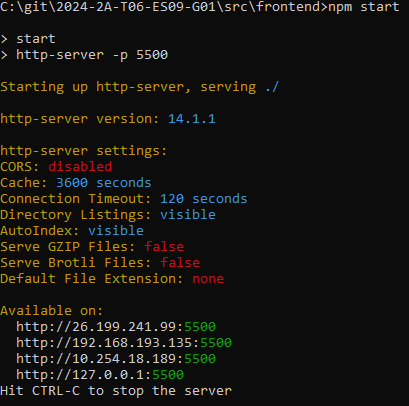 C:\git\2024-2A-T06-ES09-G01\src\frontend>npm start
> start
> http-server -p 5500
Starting up http-server, serving ./
http-server version: 14.1.1
http-server settings:
CORS: disabled
Cache: 3600 seconds
Connection Timeout: 120 seconds
Directory Listings: visible
AutoIndex: visible
Serve GZIP Files: false
Serve Brotli Files: false
Default File Extension: none
Available on:
http://26.199.241.99:5500
http://192.168.193.135:5500
http://10.254.18.189:5500
http://127.0.0.1:5500
Hit CTRL-C to stop the server